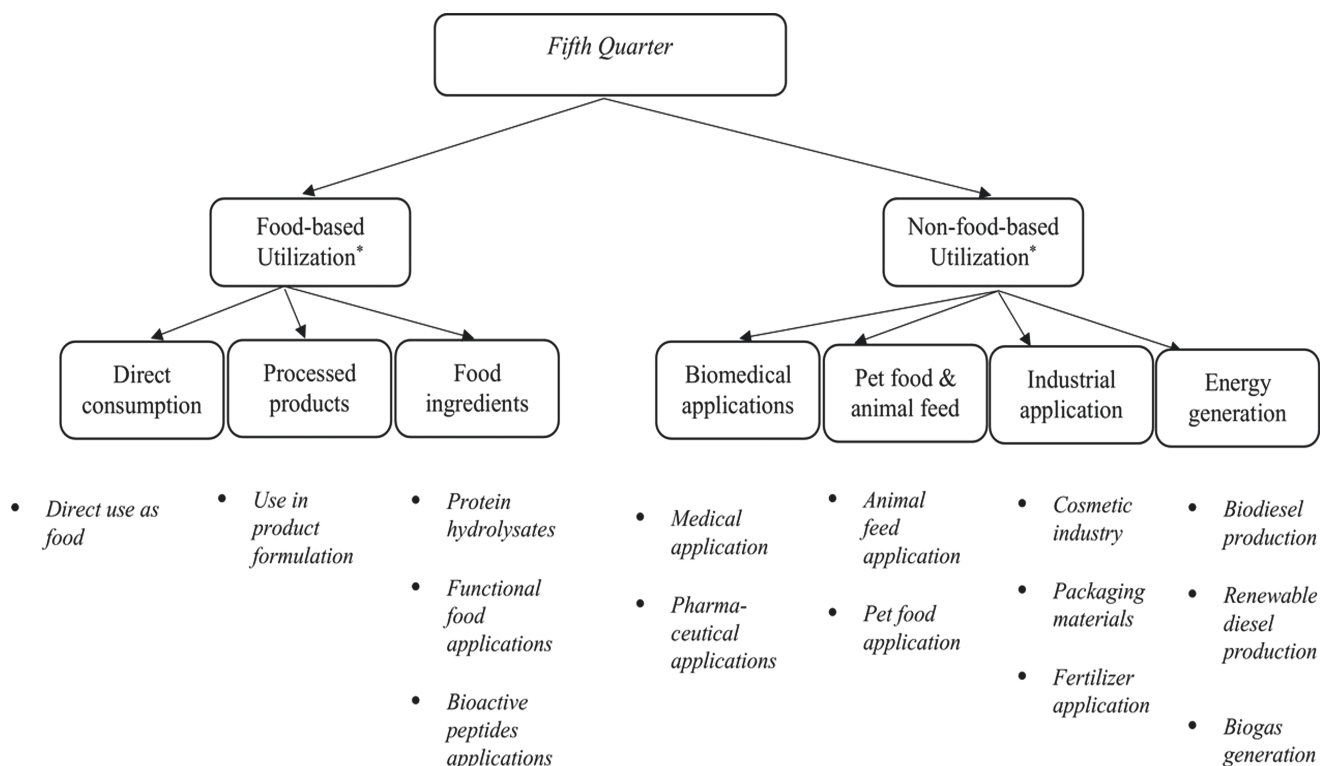 Fifth Quarter
Food-based
Utilization*
Non-food-based
Utilization*
Direct
consumption
Processed
products
Food
ingredients
Biomedical
applications
Pet food &
animal feed
Industrial
application
Energy
generation
• Direct use as
food
• Use in
product
formulation
• Protein
hydrolysates
• Functional
food
applications
• Bioactive
peptides
applications
• Medical
application
• Pharma-
ceutical
applications
• Animal
feed
application
• Pet food
application
• Cosmetic
industry
• Packaging
materials
• Fertilizer
application
• Biodiesel
production
• Renewable
diesel
production
• Biogas
generation